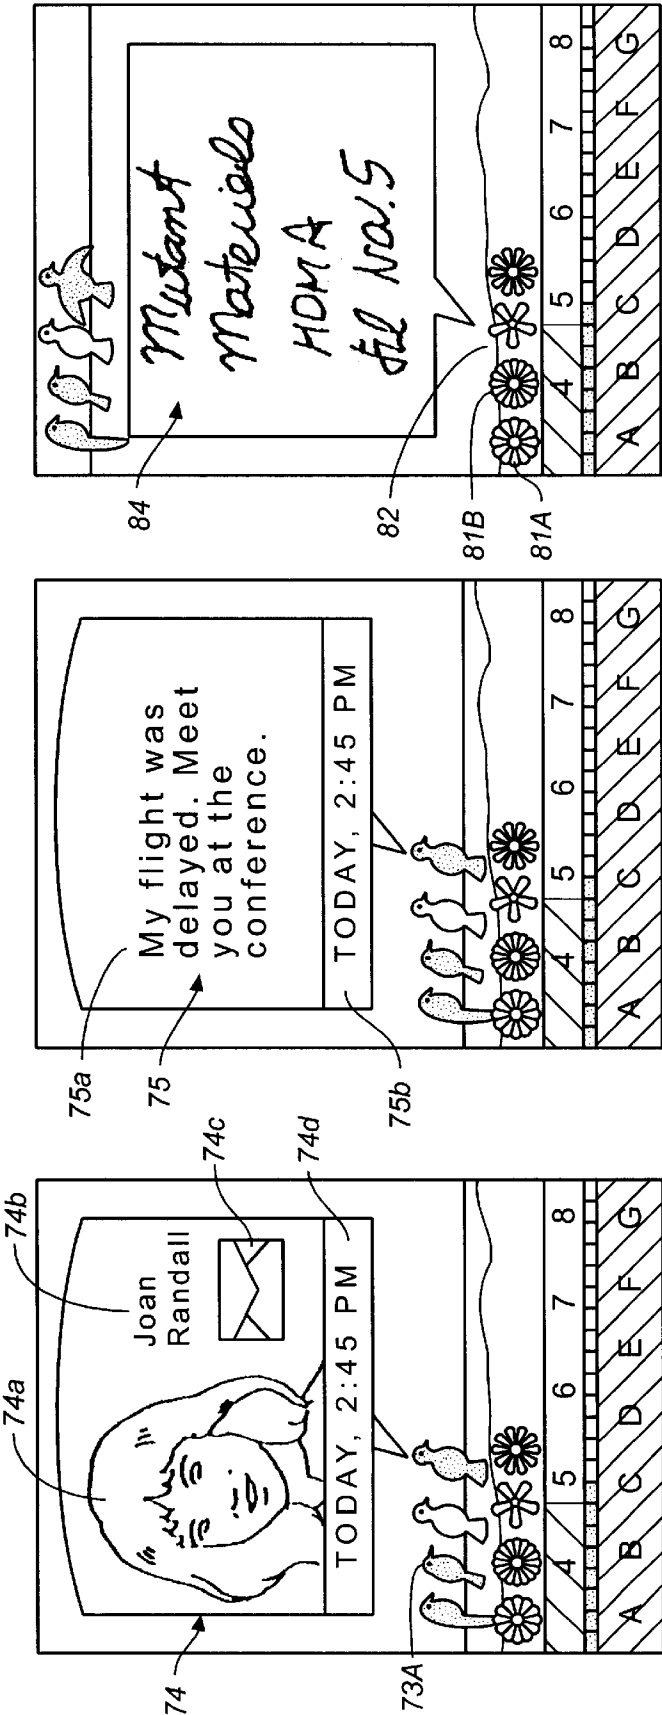 74
74a
74b
Joan
Randall
74c
TODAY, 2:45 PM
74d
73A
4 5 6 7 8
A B C D E F G
75a
75
My flight was
delayed. Meet
you at the
conference.
TODAY, 2:45 PM
75b
4 5 6 7 8
A B C D E F G
84
Mutant
Materials
HOMA
til Nov.5
82
81B
81A
4 5 6 7 8
A B C D E F G